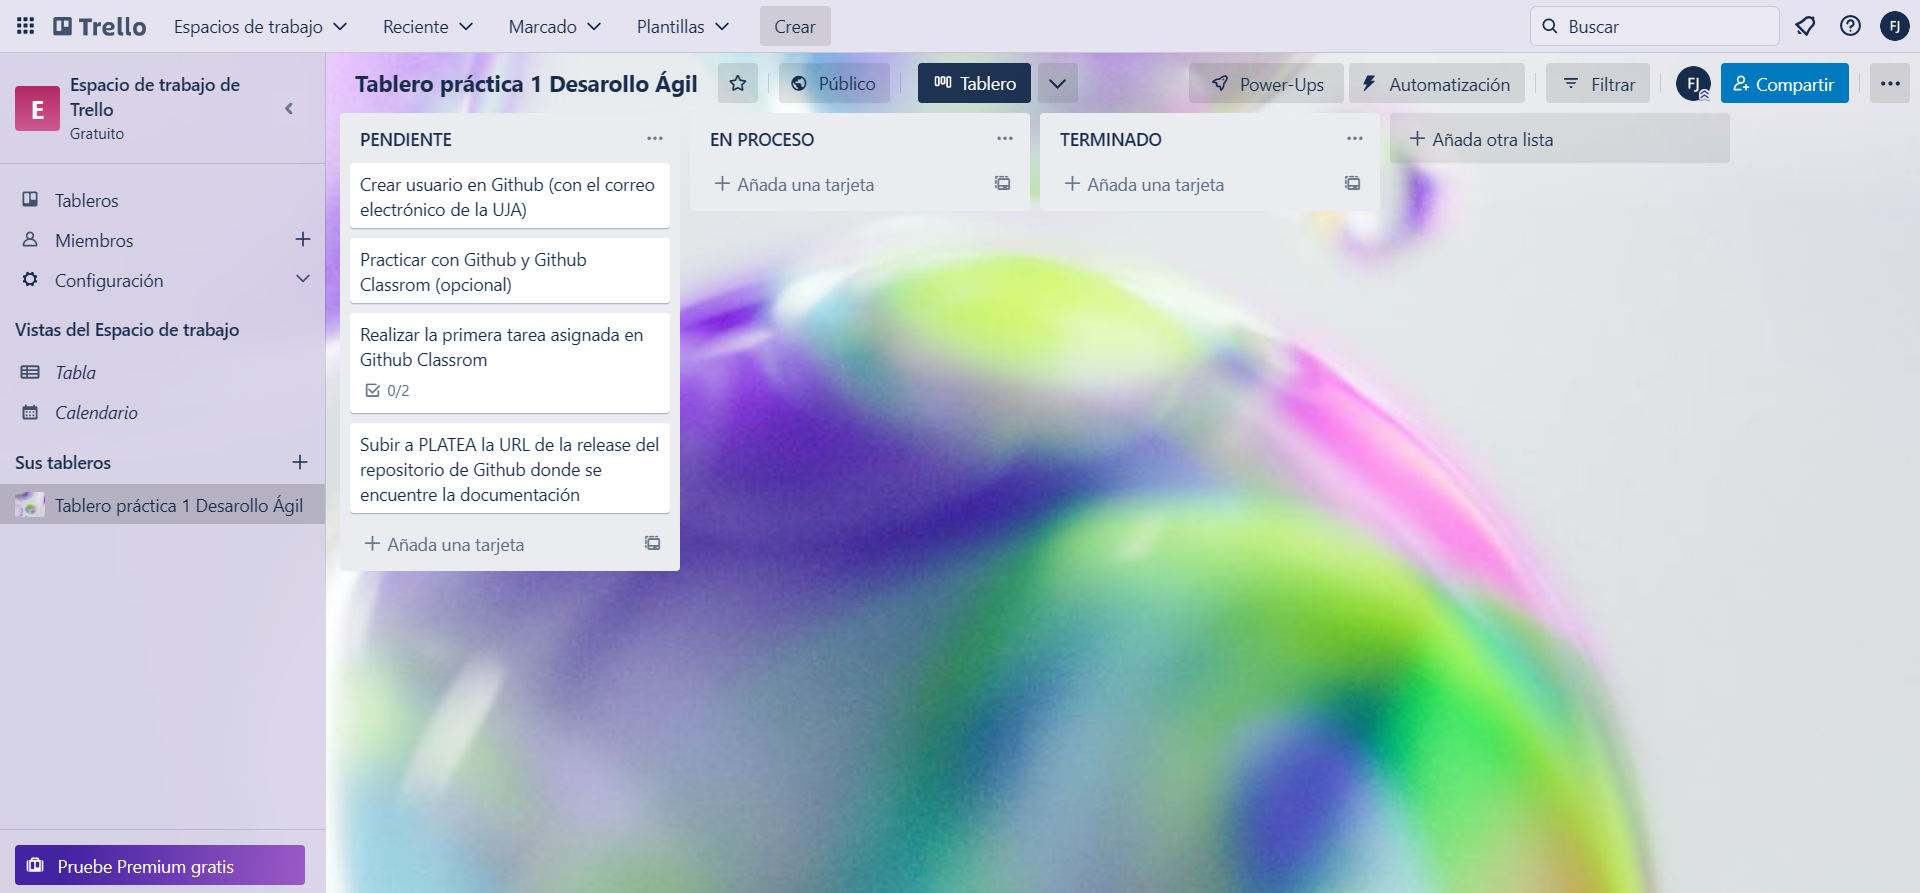 Trello
Espacios de trabajo
Reciente
Marcado
Plantillas
Crear
Buscar
FJ
E
Espacio de trabajo de
Trello
Gratuito
Tableros
Miembros
Configuración
Vistas del Espacio de trabajo
Tabla
Calendario
Sus tableros
Tablero práctica 1 Desarollo Ágil
Pruebe Premium gratis
Tablero práctica 1 Desarollo Ágil
Público
Tablero
Power-Ups
Automatización
Filtrar
FJ
Compartir
PENDIENTE
Crear usuario en Github (con el correo
electrónico de la UJA)
Practicar con Github y Github
Classrom (opcional)
Realizar la primera tarea asignada en
Github Classrom
0/2
Subir a PLATEA la URL de la release del
repositorio de Github donde se
encuentre la documentación
Añada una tarjeta
EN PROCESO
Añada una tarjeta
TERMINADO
Añada una tarjeta
Añada otra lista